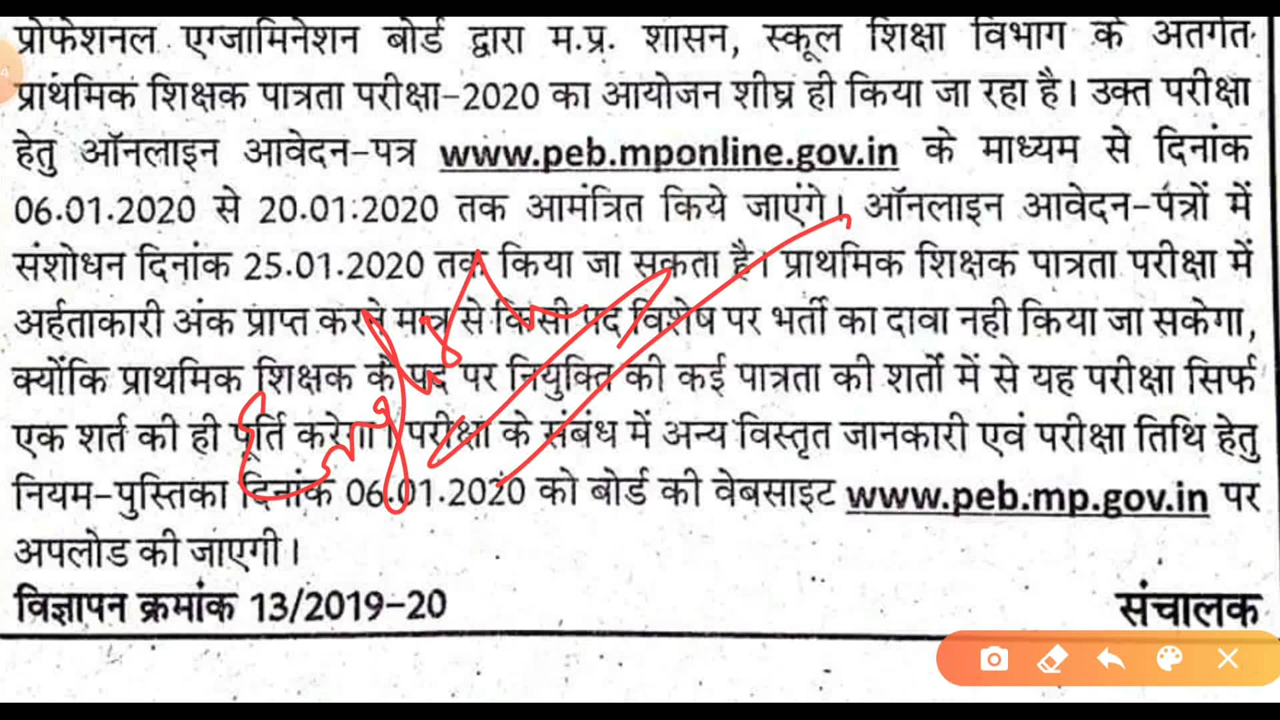 प्रोफेशनल एग्जामिनेशन बोर्ड द्वारा म.प्र. शासन, स्कूल शिक्षा विभाग के अतर्गत
प्राथमिक शिक्षक पात्रता परीक्षा-2020 का आयोजन शीघ्र ही किया जा रहा है। उक्त परीक्षा
हेतु ऑनलाइन आवेदन-पत्र www.peb.mponline.gov.in के माध्यम से दिनांक
06.01.2020 से 20.01.2020 तक आमंत्रित किये जाएंगे। ऑनलाइन आवेदन-पत्रों में
संशोधन दिनांक 25.01.2020 तक किया जा सकता है। प्राथमिक शिक्षक पात्रता परीक्षा में
अर्हताकारी अंक प्राप्त करने मात्र से किसी पद विशेष पर भर्ती का दावा नही किया जा सकेगा,
क्योंकि प्राथमिक शिक्षक के पद पर नियुक्ति की कई पात्रता की शर्तो में से यह परीक्षा सिर्फ
एक शर्त की ही पूर्ति करेगा। परीक्षा के संबंध में अन्य विस्तृत जानकारी एवं परीक्षा तिथि हेतु
नियम-पुस्तिका दिनांक 06.01.2020 को बोर्ड की वेबसाइट www.peb.mp.gov.in पर
अपलोड की जाएगी।
विज्ञापन क्रमांक 13/2019-20 संचालक
English